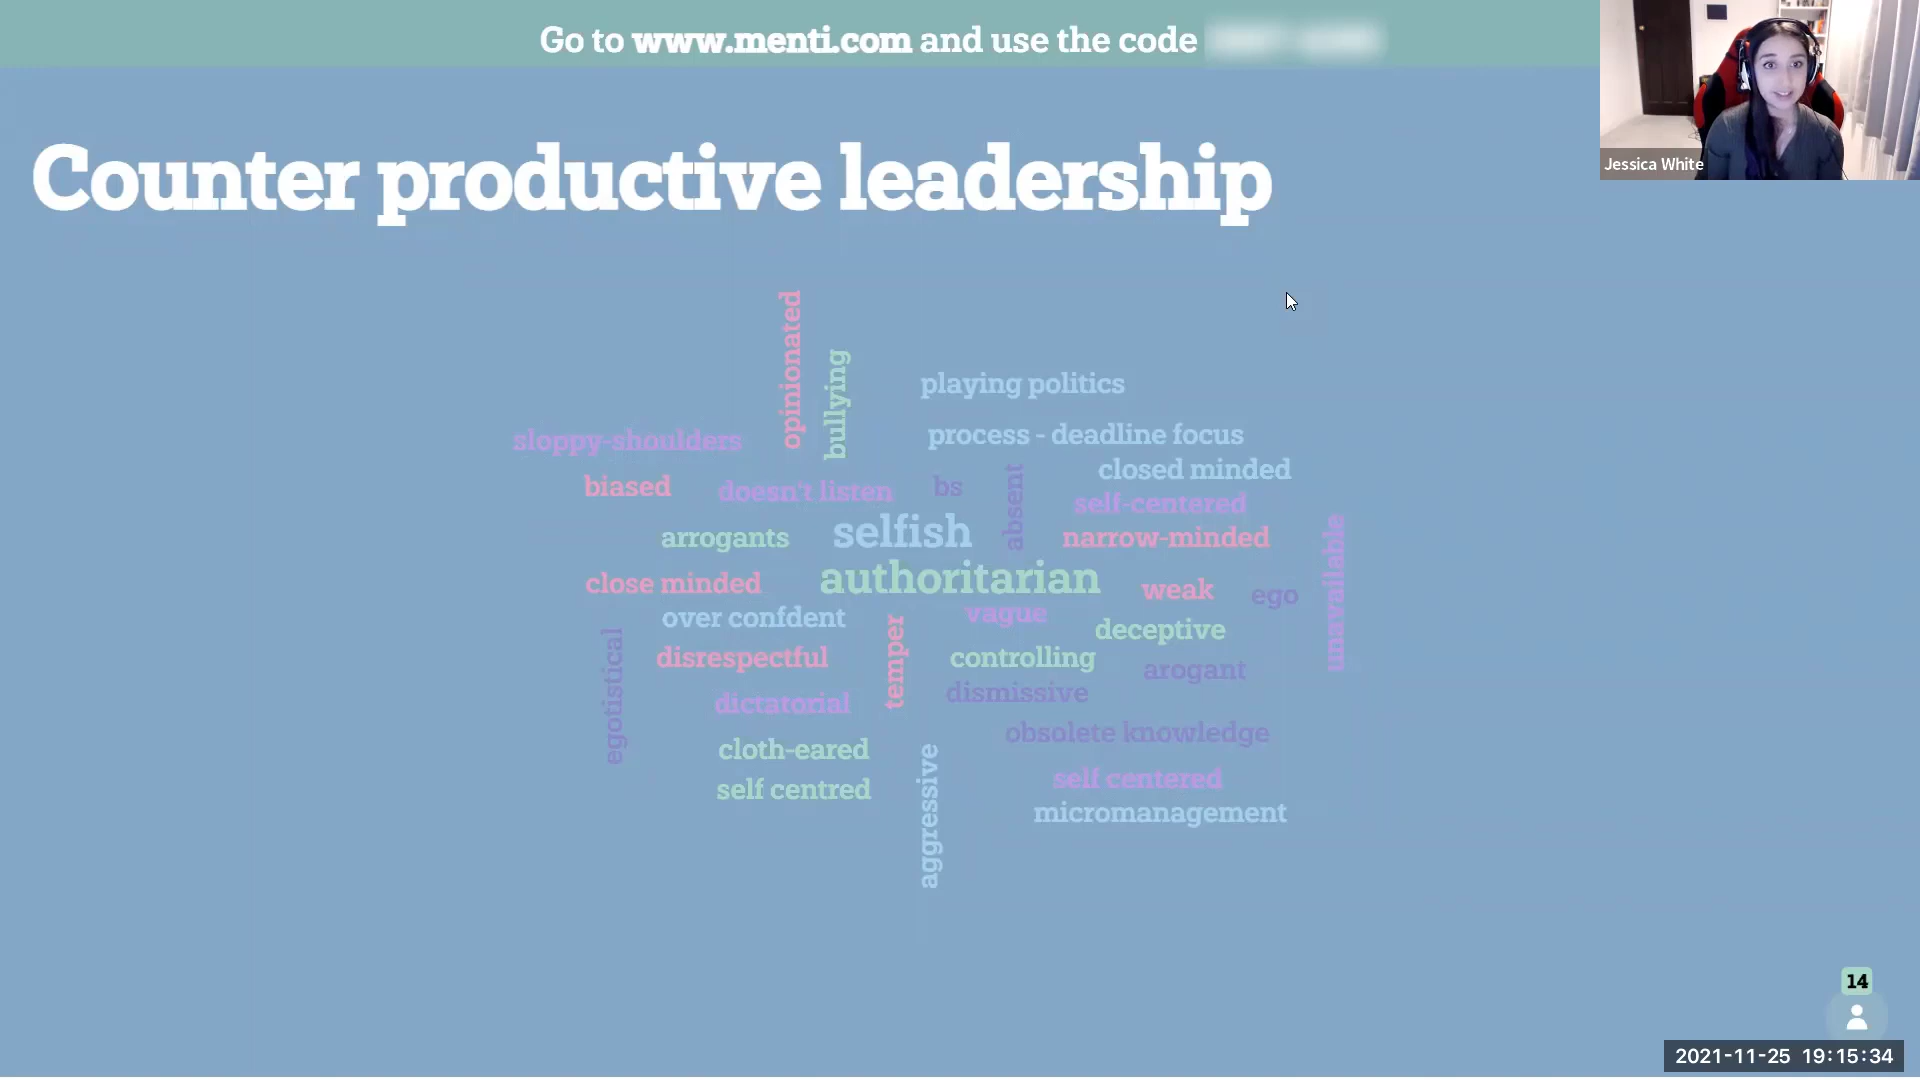 Go to www.menti.com and use the code
Jessica White
Counter productive leadership
opinionated
bullying
playing politics
sloppy-shoulders
process - deadline focus
closed minded
biased
doesn't listen
bs
absent
self-centered
arrogants
selfish
narrow-minded
unavailable
close minded
authoritarian
weak
ego
over confdent
vague
deceptive
egotistical
disrespectful
temper
controlling
arogant
dismissive
dictatorial
obsolete knowledge
cloth-eared
aggressive
self centered
self centred
micromanagement
14
2021-11-25 19:15:34